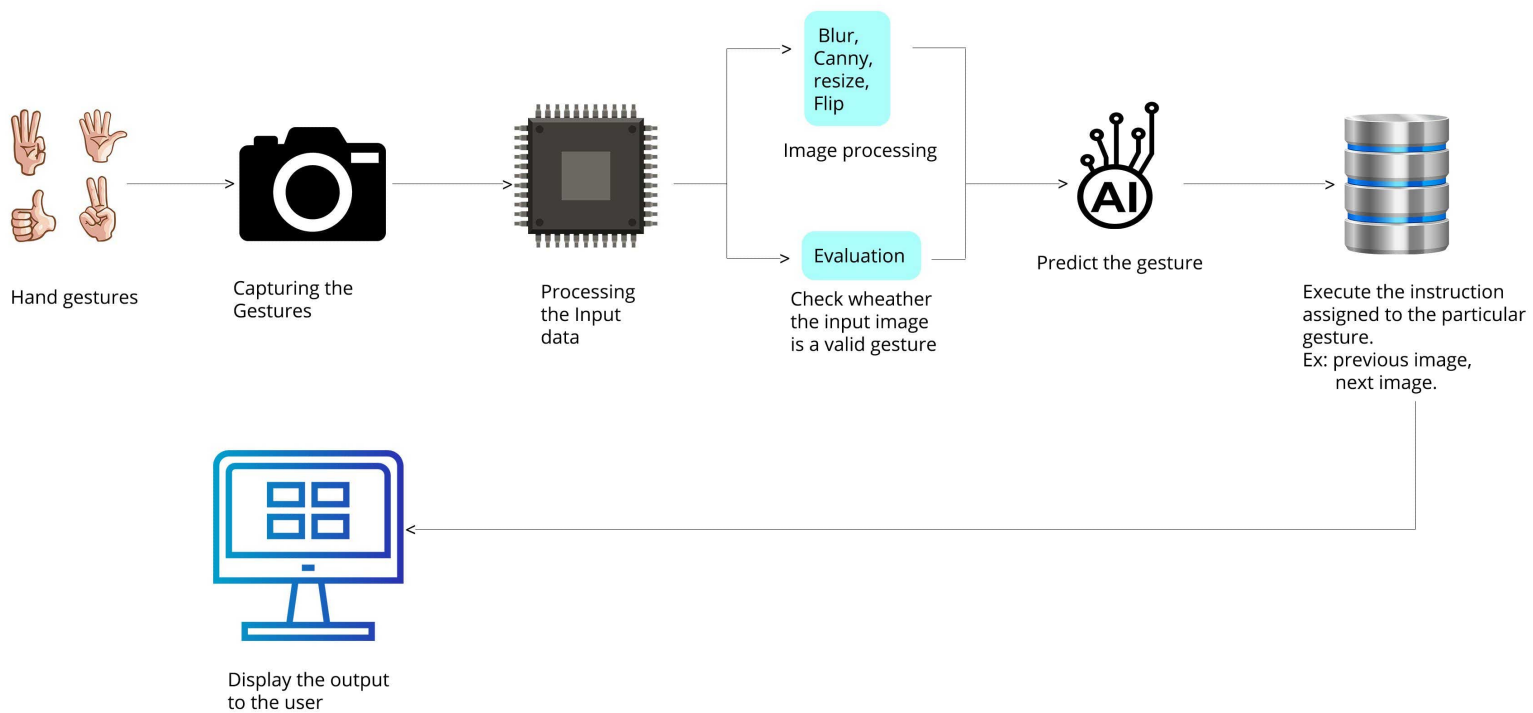 Blur,
Canny,
resize,
Flip
Image processing
Hand gestures
Capturing the
Gestures
Processing
the Input
data
Evaluation
Check wheather
the input image
is a valid gesture
AI
Predict the gesture
Execute the instruction
assigned to the particular
gesture.
Ex: previous image,
next image.
Display the output
to the user